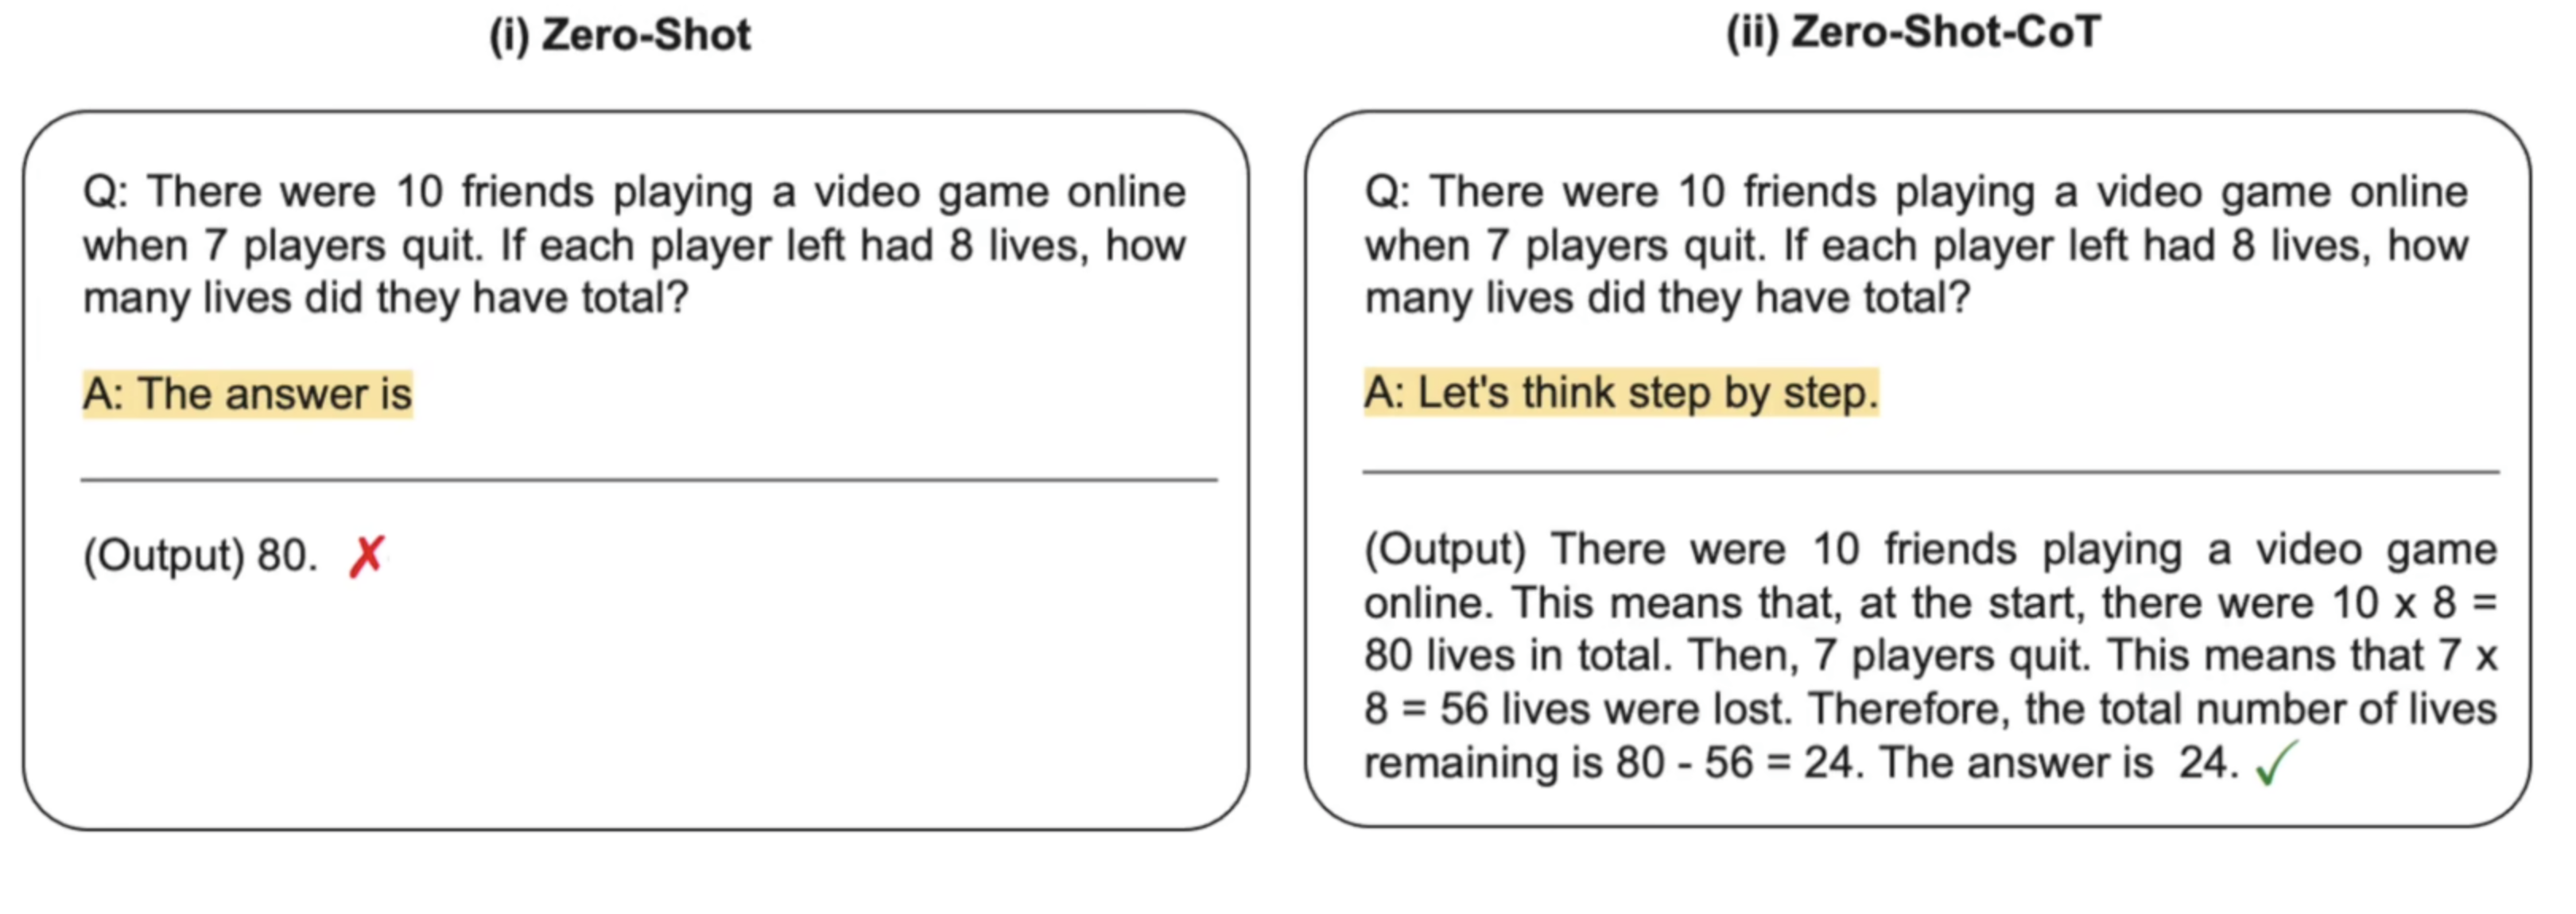 (i) Zero-Shot
Q: There were 10 friends playing a video game online
when 7 players quit. If each player left had 8 lives, how
many lives did they have total?
A: The answer is
(Output) 80. ✗
(ii) Zero-Shot-CoT
Q: There were 10 friends playing a video game online
when 7 players quit. If each player left had 8 lives, how
many lives did they have total?
A: Let's think step by step.
(Output) There were 10 friends playing a video game
online. This means that, at the start, there were 10 x 8 =
80 lives in total. Then, 7 players quit. This means that 7 x
8 = 56 lives were lost. Therefore, the total number of lives
remaining is 80 - 56 = 24. The answer is 24. ✓